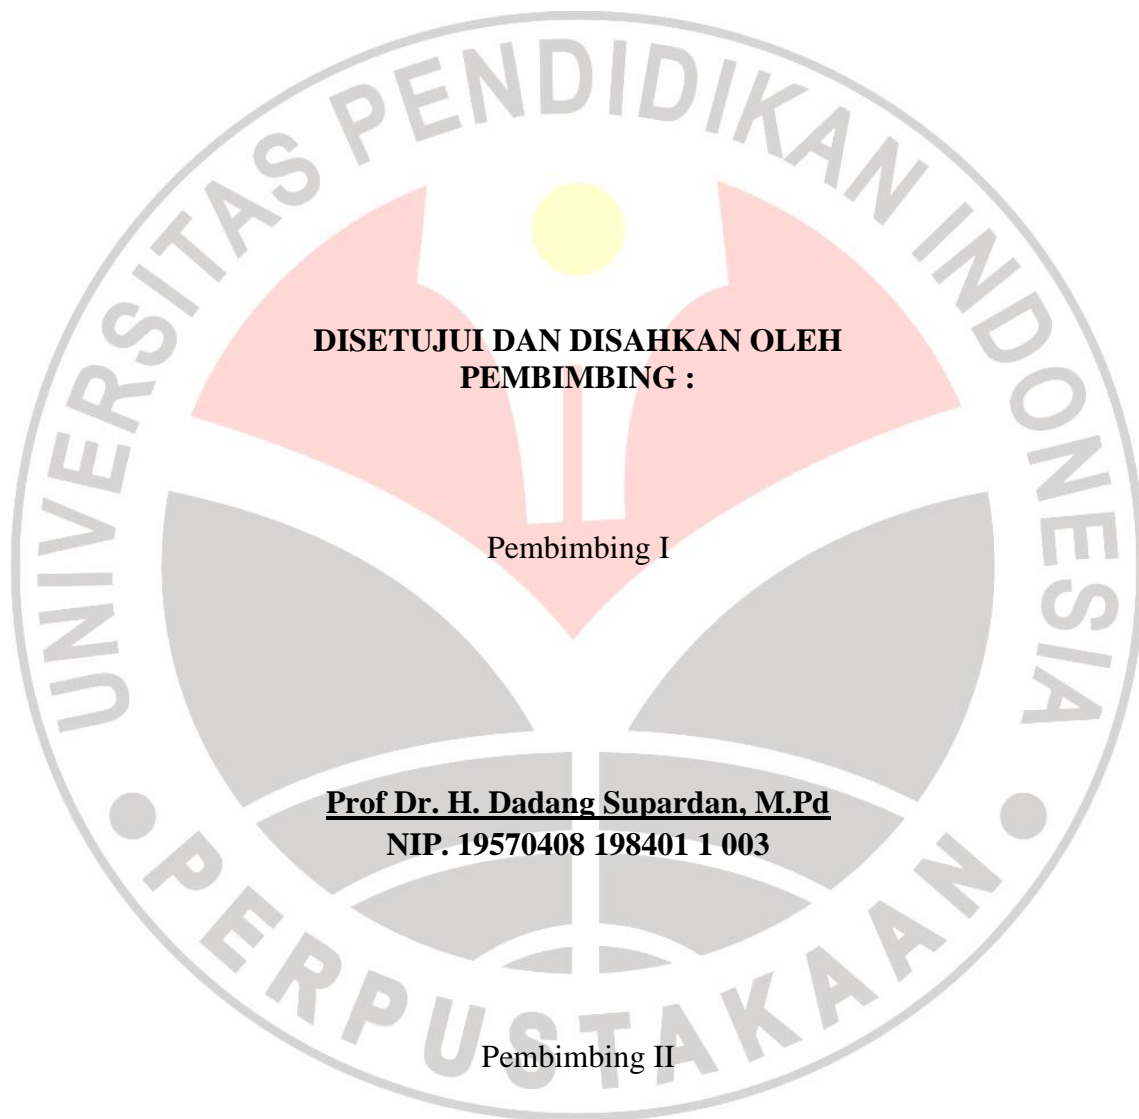 UNIVERSITAS PENDIDIKAN INDONESIA
DISETUJUI DAN DISAHKAN OLEH
PEMBIMBING :
Pembimbing I
Prof Dr. H. Dadang Supardan, M.Pd
NIP. 19570408 198401 1 003
Pembimbing II
PERPUSTAKAAN